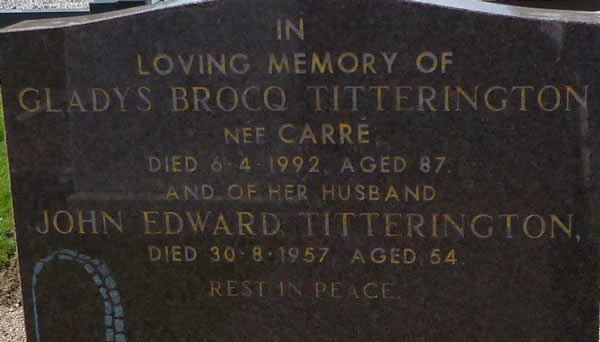 IN
LOVING MEMORY OF
GLADYS BROCQ TITTERINGTON
NÉE CARRÉ,
DIED 6·4·1992, AGED 87.
AND OF HER HUSBAND
JOHN EDWARD TITTERINGTON,
DIED 30·8·1957, AGED 54.
REST IN PEACE.